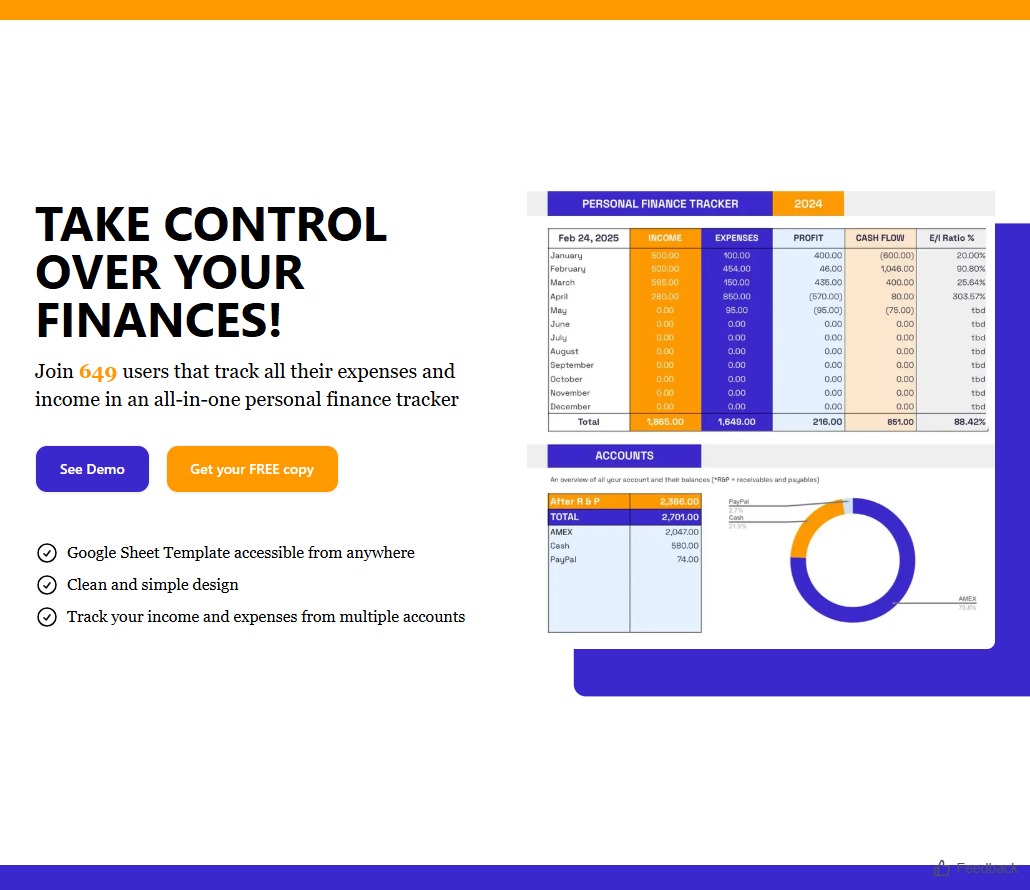 TAKE CONTROL
OVER YOUR
FINANCES!
Join 649 users that track all their expenses and
income in an all-in-one personal finance tracker
See Demo Get your FREE copy
Google Sheet Template accessible from anywhere
Clean and simple design
Track your income and expenses from multiple accounts
PERSONAL FINANCE TRACKER 2024
Feb 24, 2025 INCOME EXPENSES PROFIT CASH FLOW E/I Ratio %
January 500.00 100.00 400.00 (600.00) 20.00%
February 500.00 454.00 46.00 1,046.00 90.80%
March 585.00 150.00 435.00 400.00 25.64%
April 280.00 850.00 (570.00) 80.00 303.57%
May 0.00 95.00 (95.00) (75.00) tbd
June 0.00 0.00 0.00 0.00 tbd
July 0.00 0.00 0.00 0.00 tbd
August 0.00 0.00 0.00 0.00 tbd
September 0.00 0.00 0.00 0.00 tbd
October 0.00 0.00 0.00 0.00 tbd
November 0.00 0.00 0.00 0.00 tbd
December 0.00 0.00 0.00 0.00 tbd
Total 1,865.00 1,649.00 216.00 851.00 88.42%
ACCOUNTS
An overview of all your account and their balances (*R&P = receivables and payables)
After R & P 2,366.00
TOTAL 2,701.00
AMEX 2,047.00
Cash 580.00
PayPal 74.00
PayPal
2.7%
Cash
21.5%
AMEX
75.8%
Feedback